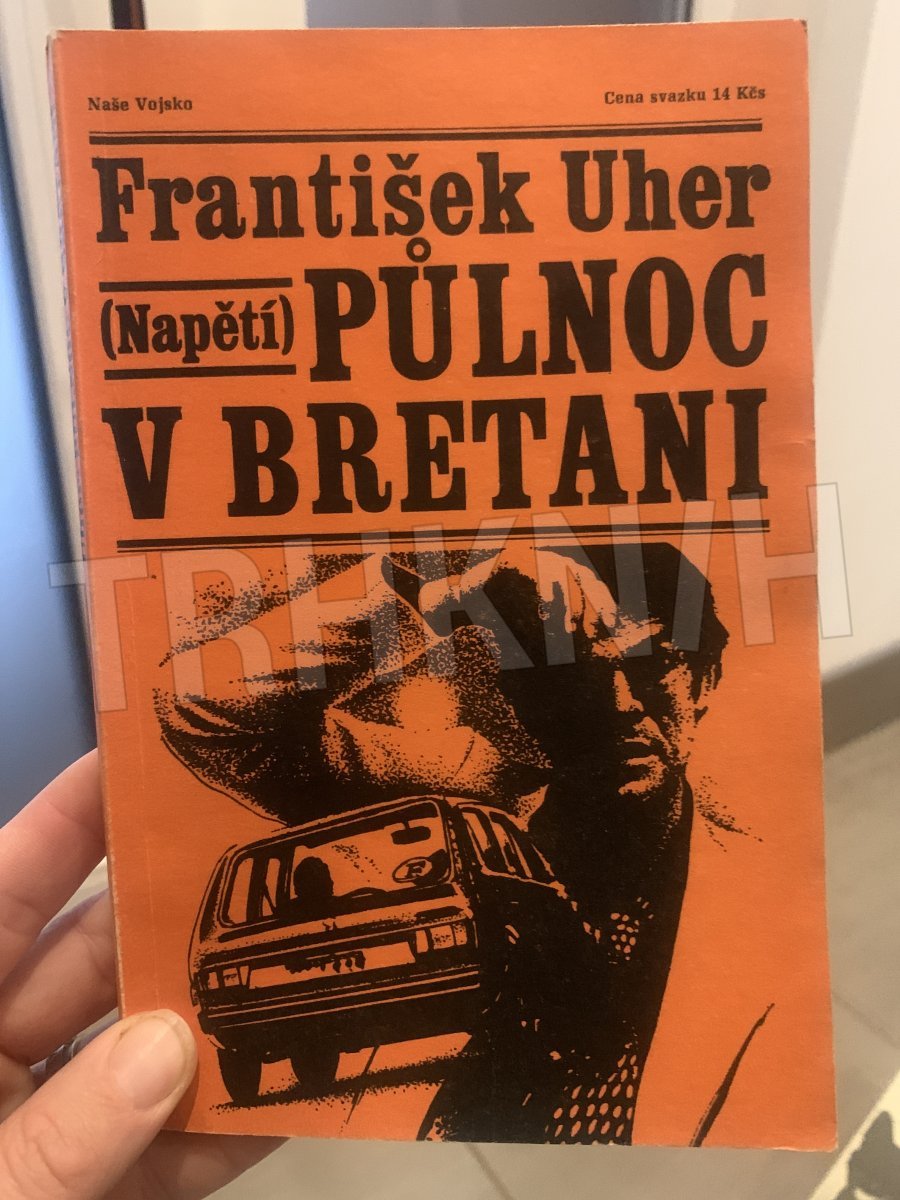 Naše Vojsko
Cena svazku 14 Kčs
František Uher
(Napětí) PŮLNOC
V BRETANI
TRHKNIH
F